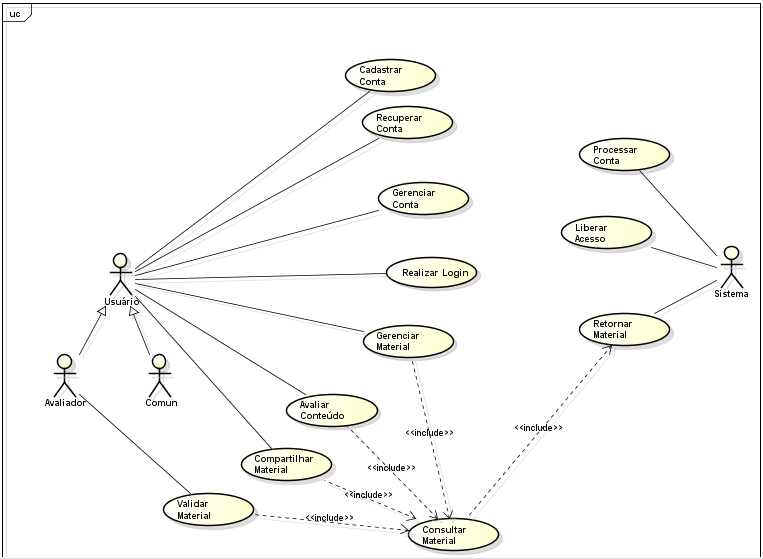 uc
Cadastrar
Conta
Recuperar
Conta
Processar
Conta
Gerenciar
Conta
Liberar
Acesso
Realizar Login
Sistema
Usuário
Retornar
Material
Gerenciar
Material
Avaliador
Comun
Avaliar
Conteúdo
<<include>>
<<include>>
Compartilhar
Material
<<include>>
<<include>>
Validar
Material
<<include>>
Consultar
Material